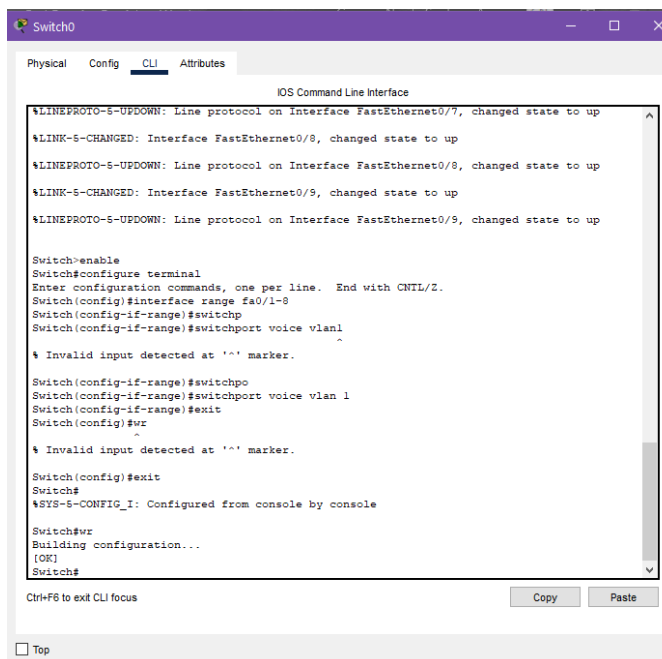 Switch0
Physical Config CLI Attributes
IOS Command Line Interface
%LINEPROTO-5-UPDOWN: Line protocol on Interface FastEthernet0/7, changed state to up
%LINK-5-CHANGED: Interface FastEthernet0/8, changed state to up
%LINEPROTO-5-UPDOWN: Line protocol on Interface FastEthernet0/8, changed state to up
%LINK-5-CHANGED: Interface FastEthernet0/9, changed state to up
%LINEPROTO-5-UPDOWN: Line protocol on Interface FastEthernet0/9, changed state to up
Switch>enable
Switch#configure terminal
Enter configuration commands, one per line.  End with CNTL/Z.
Switch(config)#interface range fa0/1-8
Switch(config-if-range)#switchp
Switch(config-if-range)#switchport voice vlan1
^
% Invalid input detected at '^' marker.
Switch(config-if-range)#switchpo
Switch(config-if-range)#switchport voice vlan 1
Switch(config-if-range)#exit
Switch(config)#wr
^
% Invalid input detected at '^' marker.
Switch(config)#exit
Switch#
%SYS-5-CONFIG_I: Configured from console by console
Switch#wr
Building configuration...
[OK]
Switch#
Ctrl+F6 to exit CLI focus Copy Paste
Top